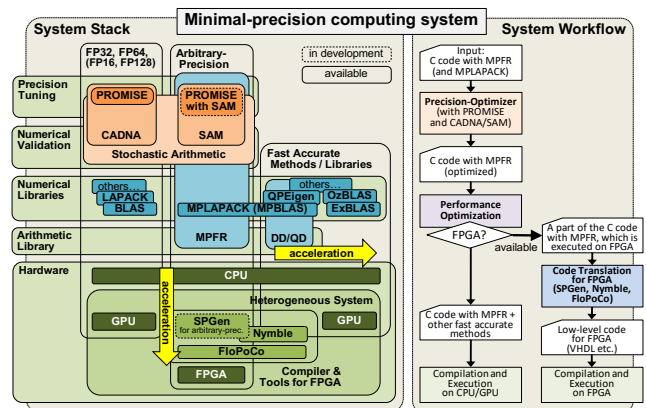 Minimal-precision computing system
System Stack
FP32, FP64,
(FP16, FP128)
Arbitrary-
Precision
in development
available
Precision
Tuning
PROMISE
PROMISE
with SAM
CADNA
SAM
Numerical
Validation
Stochastic Arithmetic
Fast Accurate
Methods / Libraries
Numerical
Libraries
others…
LAPACK
BLAS
MPLAPACK (MPBLAS)
others…
QPEigen
OzBLAS
ExBLAS
Arithmetic
Library
MPFR
DD/QD
acceleration
Hardware
CPU
acceleration
Heterogeneous System
GPU
SPGen
for arbitrary-prec.
GPU
Nymble
FloPoCo
FPGA
Compiler &
Tools for FPGA
System Workflow
Input:
C code with MPFR
(and MPLAPACK)
Precision-Optimizer
(with PROMISE
and CADNA/SAM)
C code with MPFR
(optimized)
Performance
Optimization
FPGA?
available
A part of the C code
with MPFR, which is
executed on FPGA
Code Translation
for FPGA
(SPGen, Nymble,
FloPoCo)
C code with MPFR +
other fast accurate
methods
Low-level code
for FPGA
(VHDL etc.)
Compilation and
Execution
on CPU/GPU
Compilation and
Execution
on FPGA